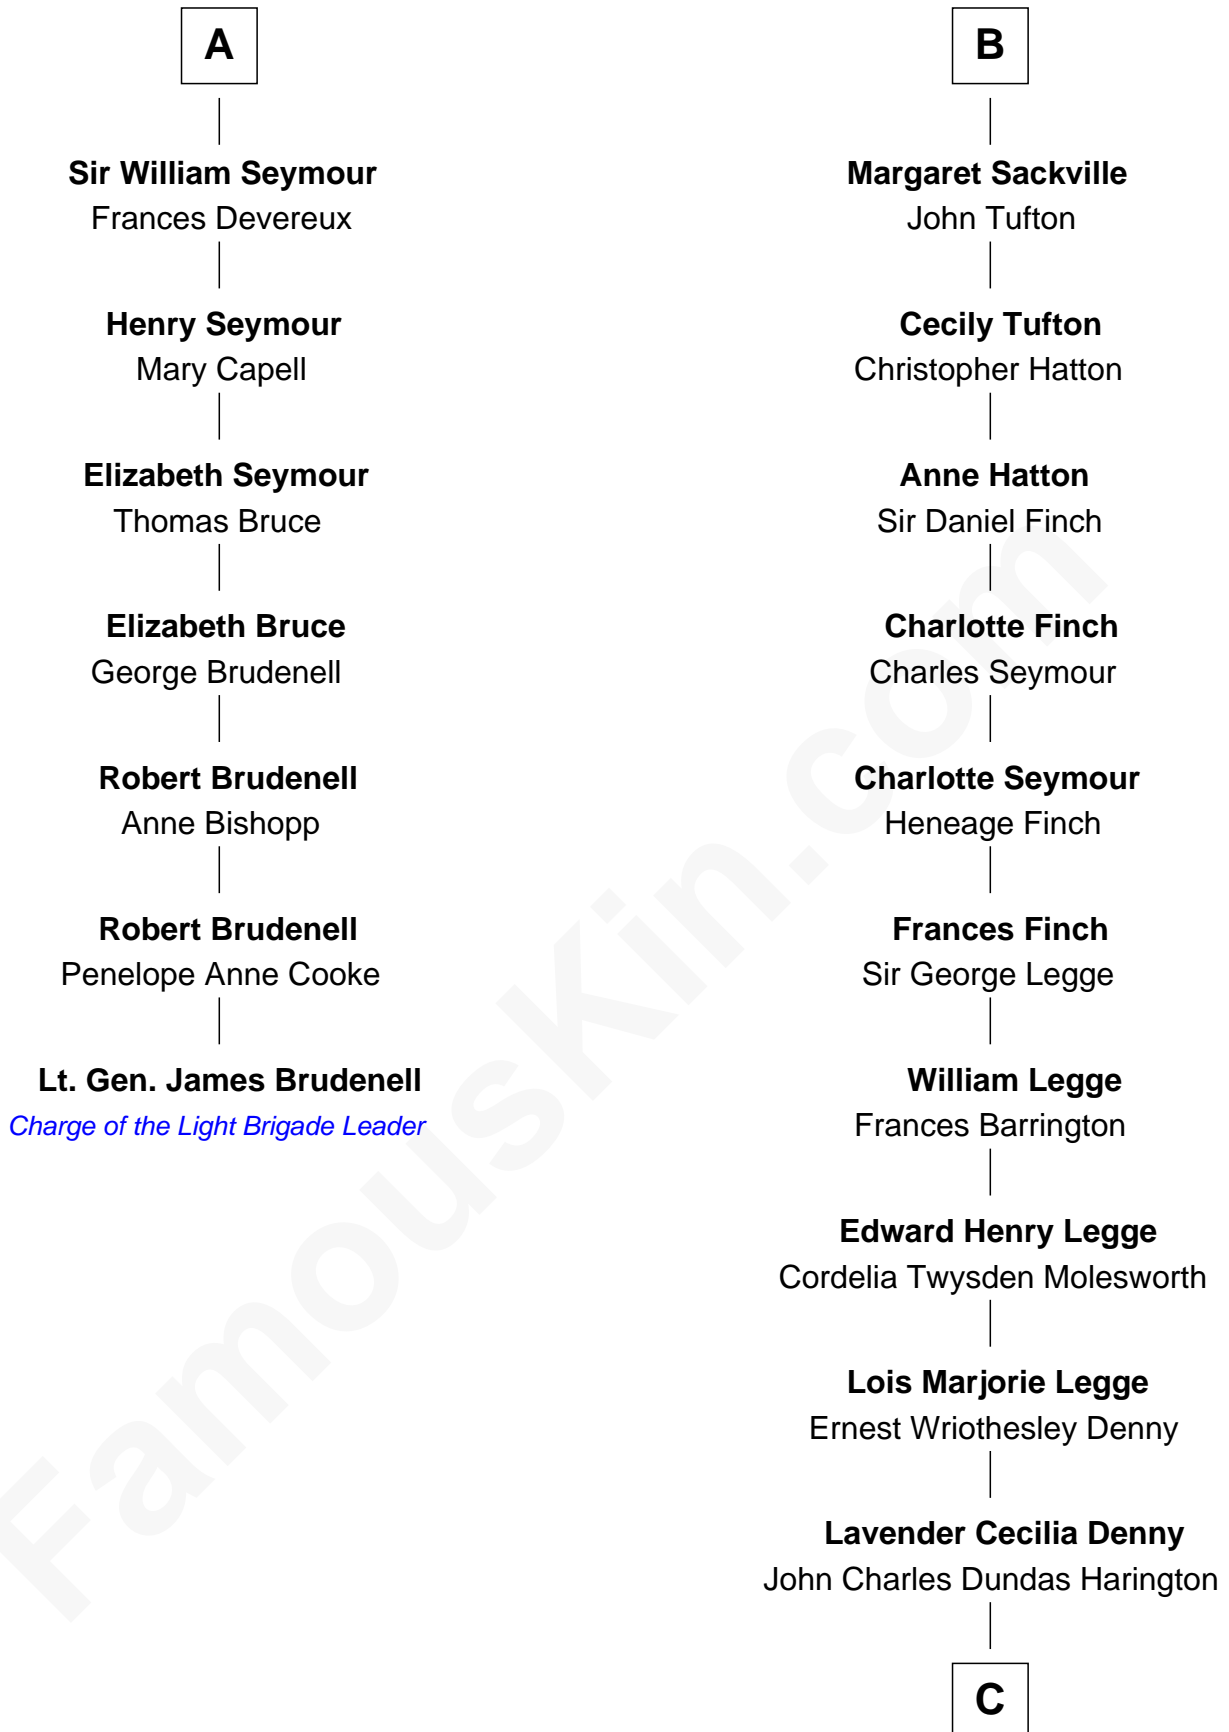 A
Sir William Seymour
Frances Devereux
Henry Seymour
Mary Capell
Elizabeth Seymour
Thomas Bruce
Elizabeth Bruce
George Brudenell
Robert Brudenell
Anne Bishopp
Robert Brudenell
Penelope Anne Cooke
Lt. Gen. James Brudenell
Charge of the Light Brigade Leader
B
Margaret Sackville
John Tufton
Cecily Tufton
Christopher Hatton
Anne Hatton
Sir Daniel Finch
Charlotte Finch
Charles Seymour
Charlotte Seymour
Heneage Finch
Frances Finch
Sir George Legge
William Legge
Frances Barrington
Edward Henry Legge
Cordelia Twysden Molesworth
Lois Marjorie Legge
Ernest Wriothesley Denny
Lavender Cecilia Denny
John Charles Dundas Harington
C
FamousKin.com